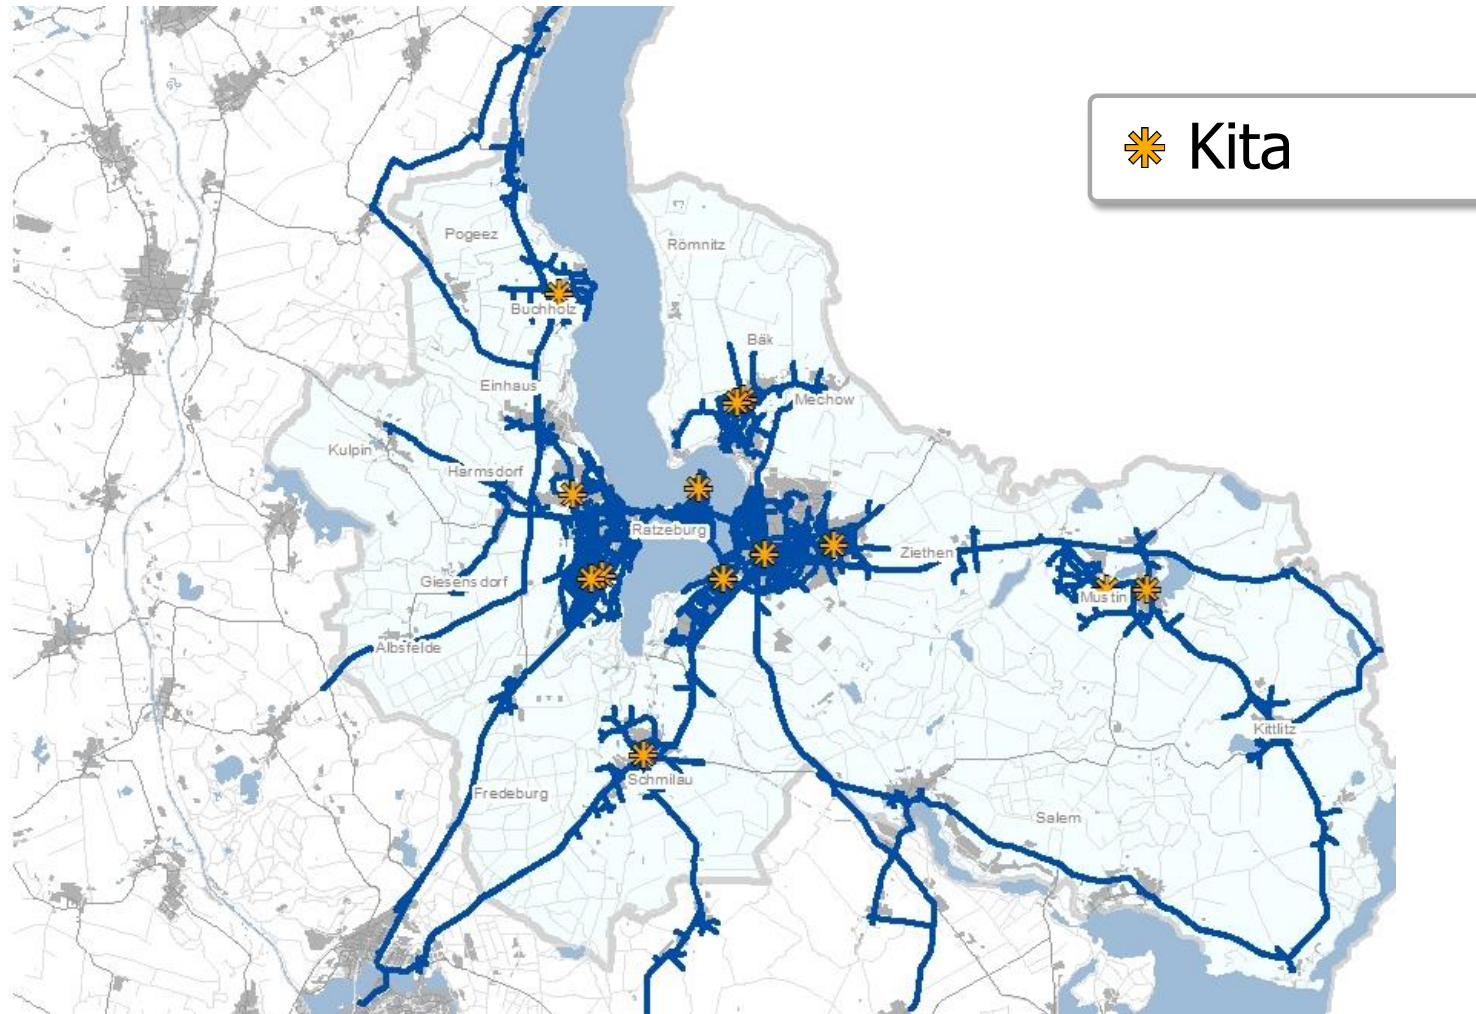 Kita
Pogeez
Römnitz
Buchholz
Bäk
Einhaus
Mechow
Kulpin
Harmsdorf
Ratzeburg
Ziethen
Giesensdorf
Mustin
Albsfelde
Kittlitz
Schmilau
Fredeburg
Salem